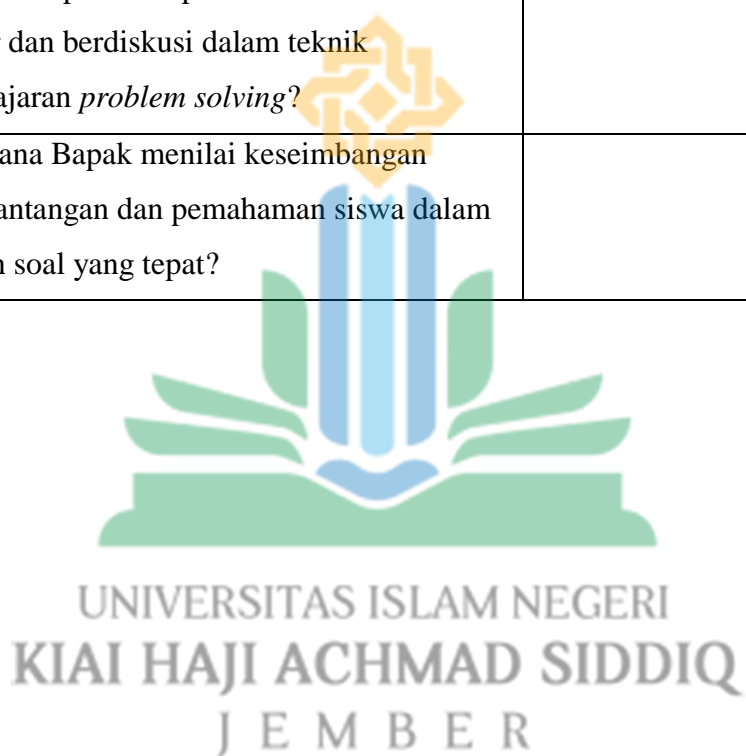 dan berdiskusi dalam teknik
ajaran problem solving?
ana Bapak menilai keseimbangan
antangan dan pemahaman siswa dalam
soal yang tepat?
UNIVERSITAS ISLAM NEGERI
KIAI HAJI ACHMAD SIDDIQ
JEMBER